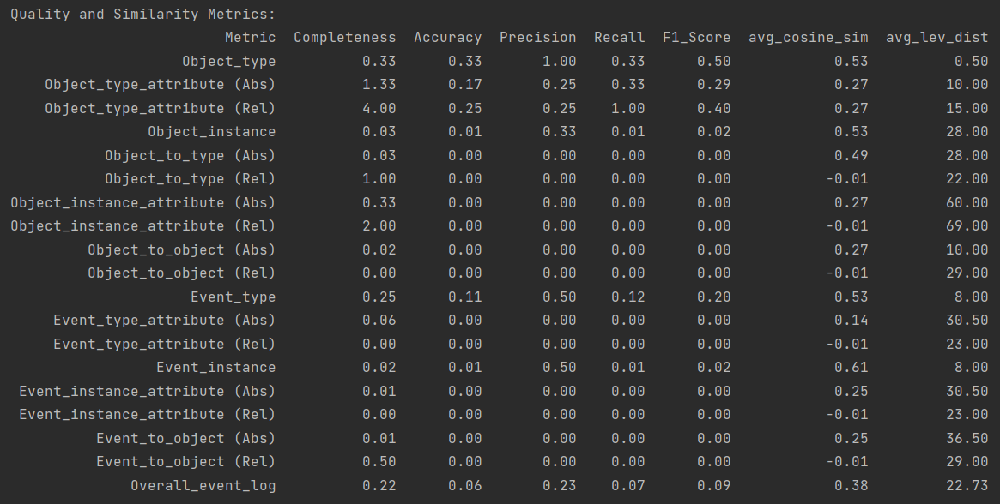 Quality and Similarity Metrics:
Metric Completeness Accuracy Precision Recall F1_Score avg_cosine_sim avg_lev_dist
Object_type 0.33 0.33 1.00 0.33 0.50 0.53 0.50
Object_type_attribute (Abs) 1.33 0.17 0.25 0.33 0.29 0.27 10.00
Object_type_attribute (Rel) 4.00 0.25 0.25 1.00 0.40 0.27 15.00
Object_instance 0.03 0.01 0.33 0.01 0.02 0.53 28.00
Object_to_type (Abs) 0.03 0.00 0.00 0.00 0.00 0.49 28.00
Object_to_type (Rel) 1.00 0.00 0.00 0.00 0.00 -0.01 22.00
Object_instance_attribute (Abs) 0.33 0.00 0.00 0.00 0.00 0.27 60.00
Object_instance_attribute (Rel) 2.00 0.00 0.00 0.00 0.00 -0.01 69.00
Object_to_object (Abs) 0.02 0.00 0.00 0.00 0.00 0.27 10.00
Object_to_object (Rel) 0.00 0.00 0.00 0.00 0.00 -0.01 29.00
Event_type 0.25 0.11 0.50 0.12 0.20 0.53 8.00
Event_type_attribute (Abs) 0.06 0.00 0.00 0.00 0.00 0.14 30.50
Event_type_attribute (Rel) 0.00 0.00 0.00 0.00 0.00 -0.01 23.00
Event_instance 0.02 0.01 0.50 0.01 0.02 0.61 8.00
Event_instance_attribute (Abs) 0.01 0.00 0.00 0.00 0.00 0.25 30.50
Event_instance_attribute (Rel) 0.00 0.00 0.00 0.00 0.00 -0.01 23.00
Event_to_object (Abs) 0.01 0.00 0.00 0.00 0.00 0.25 36.50
Event_to_object (Rel) 0.50 0.00 0.00 0.00 0.00 -0.01 29.00
Overall_event_log 0.22 0.06 0.23 0.07 0.09 0.38 22.73